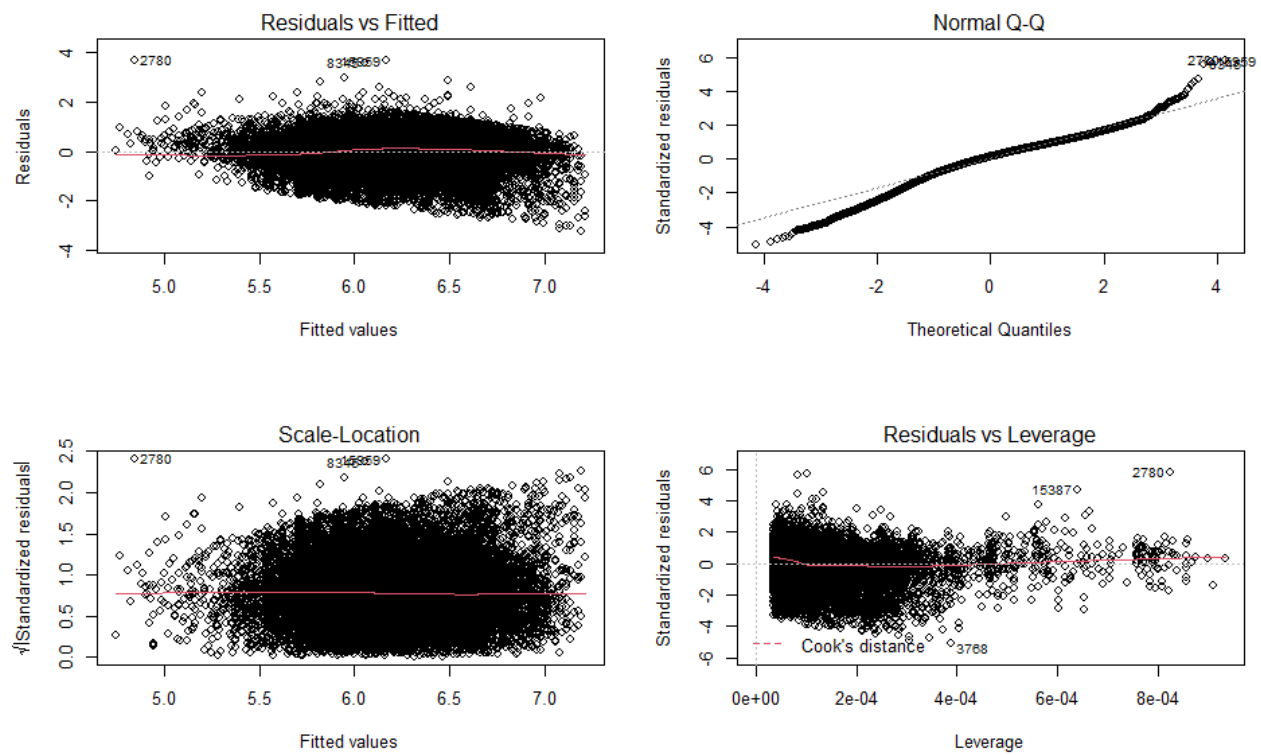 Residuals vs Fitted
Residuals
4
2
0
-2
-4
2780
5.0 5.5 6.0 6.5 7.0
Fitted values
Normal Q-Q
Standardized residuals
6
4
2
0
-2
-4
-4 -2 0 2 4
Theoretical Quantiles
Scale-Location
√|Standardized residuals|
2.5
2.0
1.5
1.0
0.5
0.0
2780
5.0 5.5 6.0 6.5 7.0
Fitted values
Residuals vs Leverage
Standardized residuals
6
4
2
0
-2
-4
-6
2780
15387
3768
Cook's distance
0e+00 2e-04 4e-04 6e-04 8e-04
Leverage